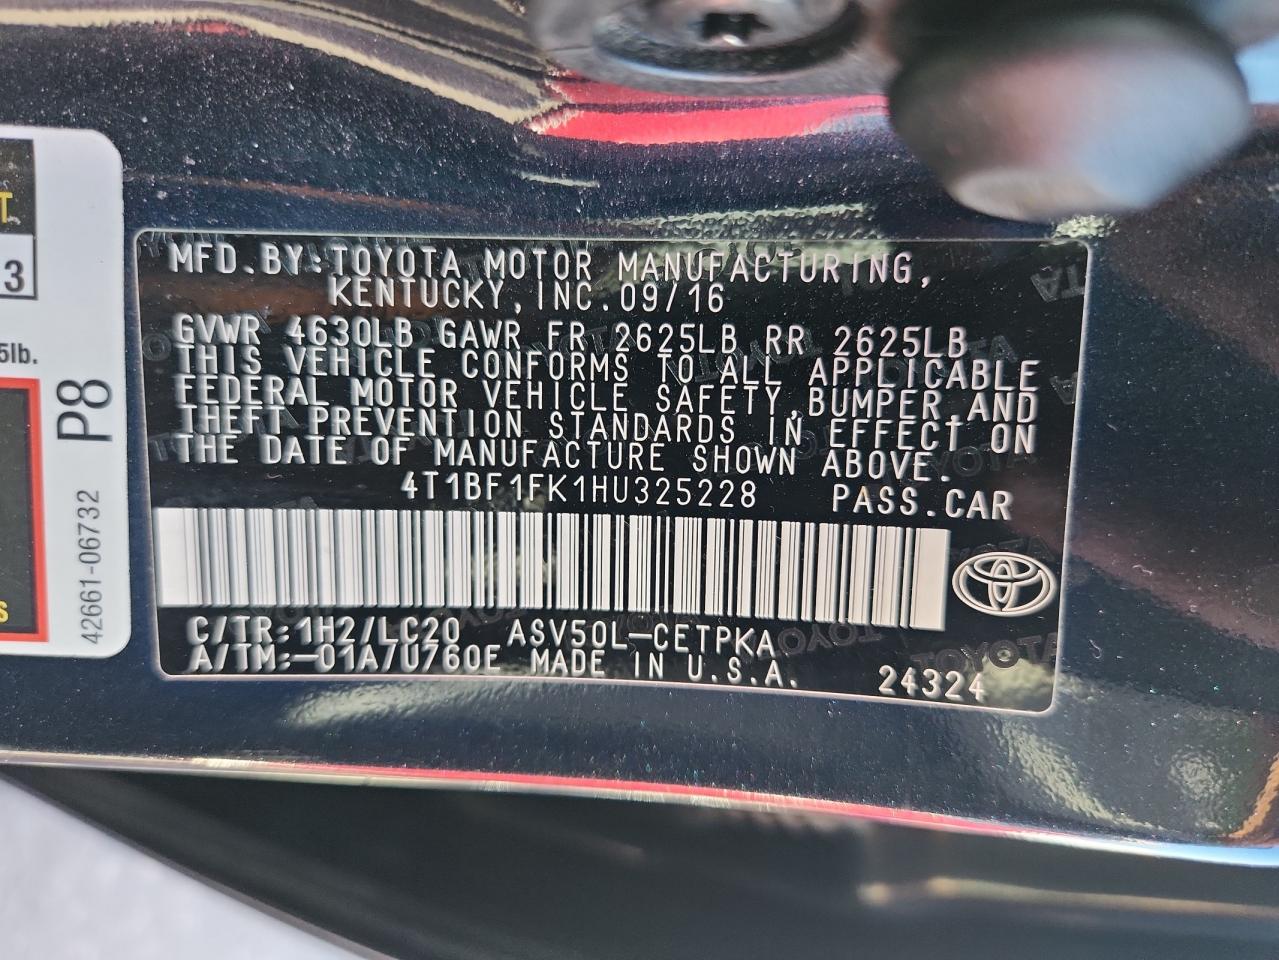 T
3
5lb.
P8
42661-06732
S
MFD.BY:TOYOTA MOTOR MANUFACTURING,
KENTUCKY,INC.09/16
GVWR 4630LB GAWR FR 2625LB RR 2625LB
THIS VEHICLE CONFORMS TO ALL APPLICABLE
FEDERAL MOTOR VEHICLE SAFETY,BUMPER,AND
THEFT PREVENTION STANDARDS IN EFFECT ON
THE DATE OF MANUFACTURE SHOWN ABOVE.
4T1BF1FK1HU325228 PASS.CAR
C/TR:1H2/LC20 ASV50L-CETPKA
A/TM:-01A/U760E MADE IN U.S.A. 24324